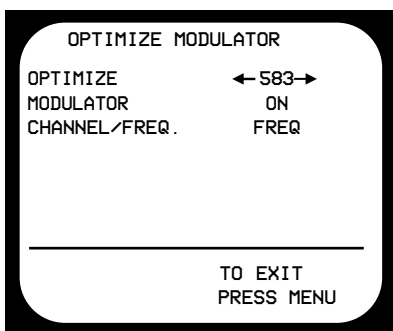 OPTIMIZE MODULATOR
OPTIMIZE ←583→
MODULATOR ON
CHANNEL/FREQ. FREQ
TO EXIT
PRESS MENU